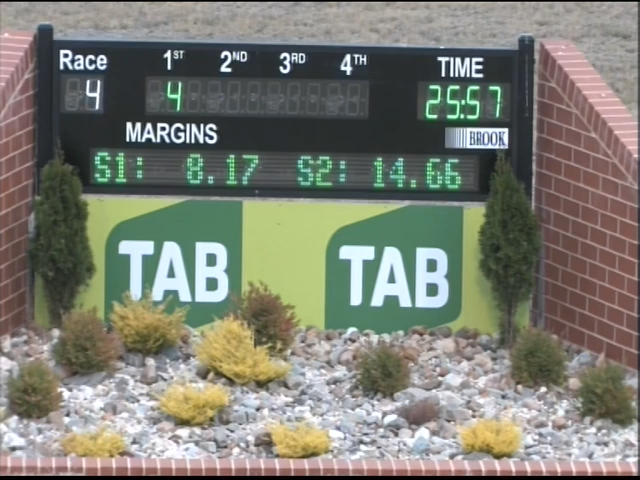 Race 1ST 2ND 3RD 4TH TIME
4 4 25:57
MARGINS BROOK
S1: 8.17 S2: 14.66
TAB TAB